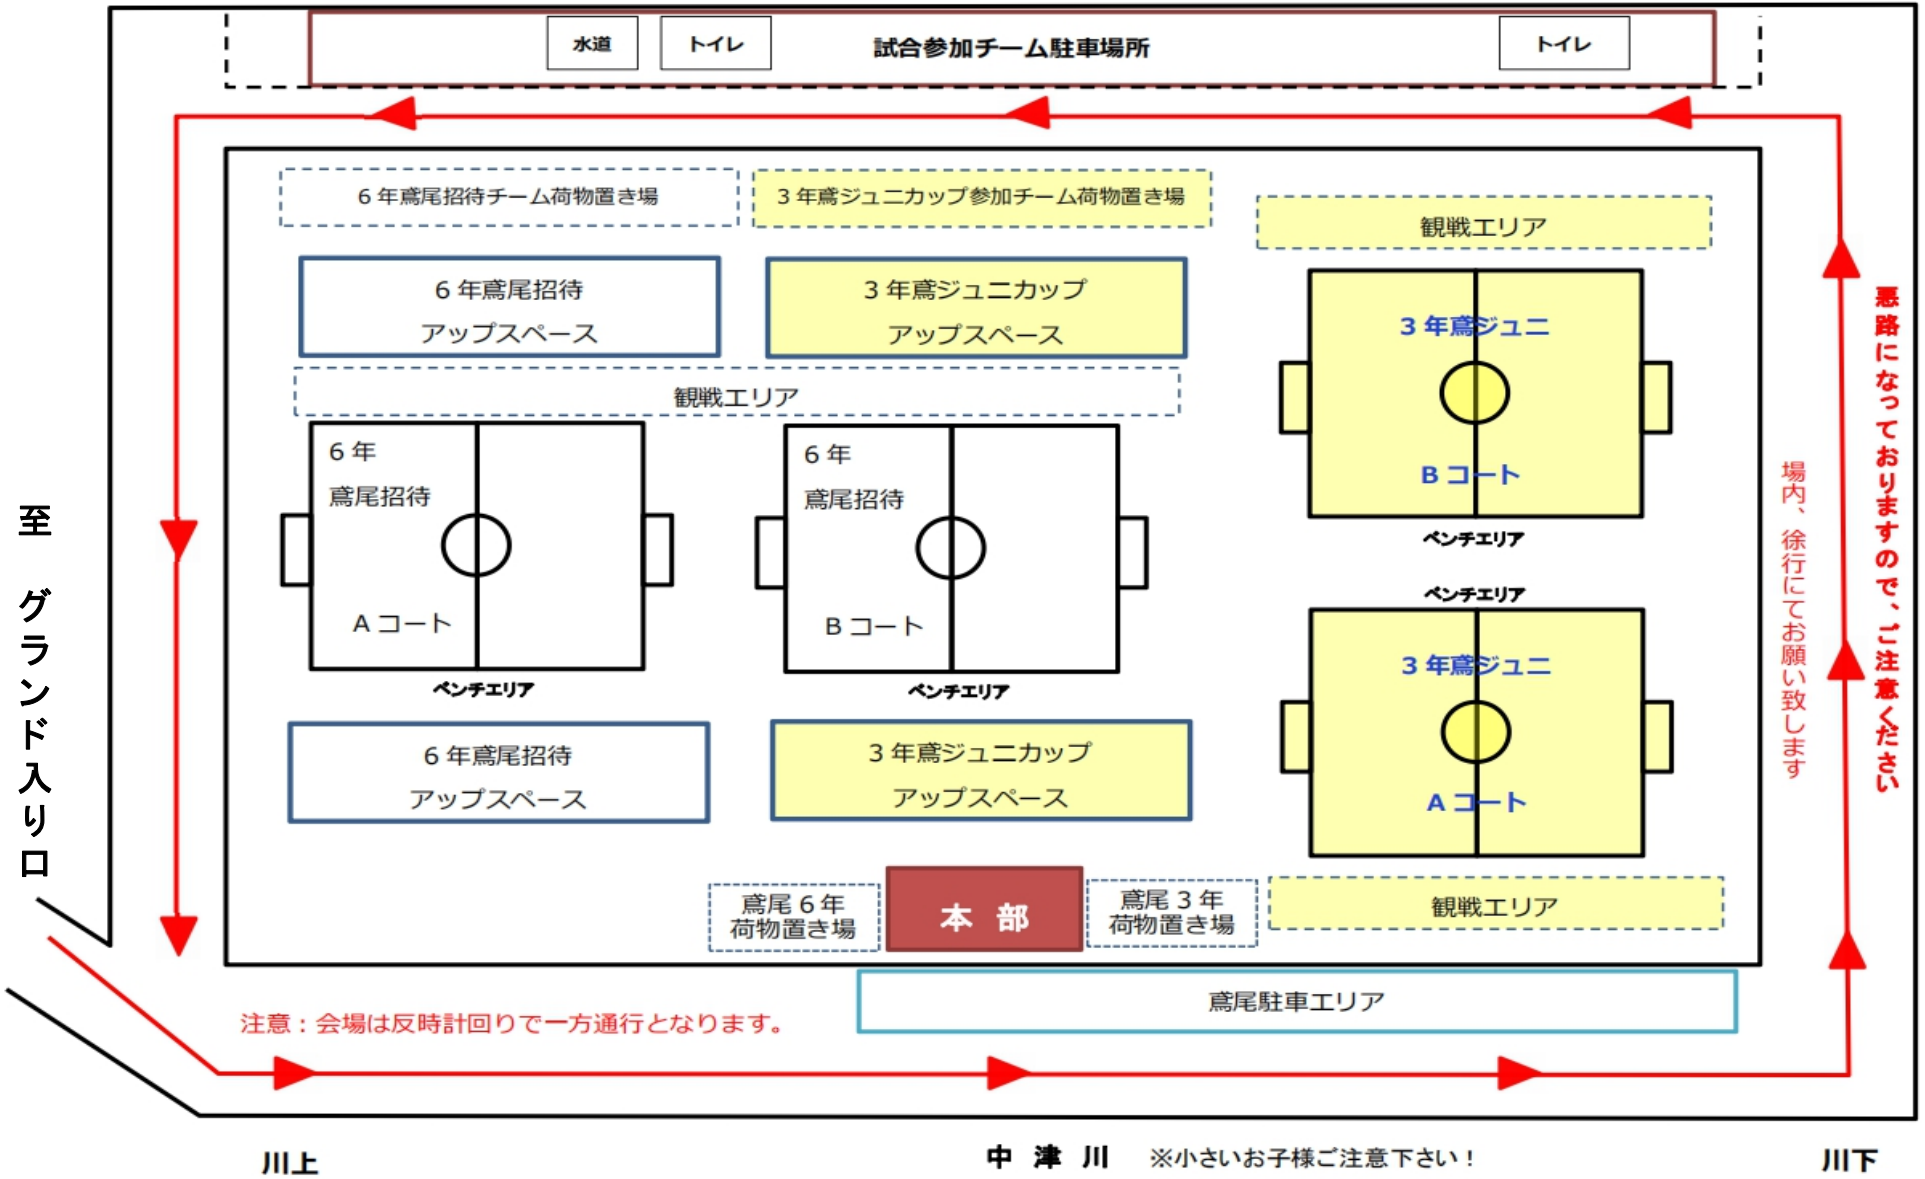 水道
トイレ
試合参加チーム駐車場所
トイレ
6年鳶尾招待チーム荷物置き場
3年鳶ジュニカップ参加チーム荷物置き場
観戦エリア
6年鳶尾招待
アップスペース
3年鳶ジュニカップ
アップスペース
観戦エリア
3年鳶ジュニ
Bコート
ベンチエリア
6年
鳶尾招待
Aコート
ベンチエリア
6年
鳶尾招待
Bコート
ベンチエリア
ベンチエリア
3年鳶ジュニ
Aコート
6年鳶尾招待
アップスペース
3年鳶ジュニカップ
アップスペース
鳶尾6年
荷物置き場
本部
鳶尾3年
荷物置き場
観戦エリア
鳶尾駐車エリア
悪路になっておりますので、ご注意ください
場内、徐行にてお願い致します
至 グランド入り口
注意：会場は反時計回りで一方通行となります。
川上
中津川 ※小さいお子様ご注意下さい！
川下